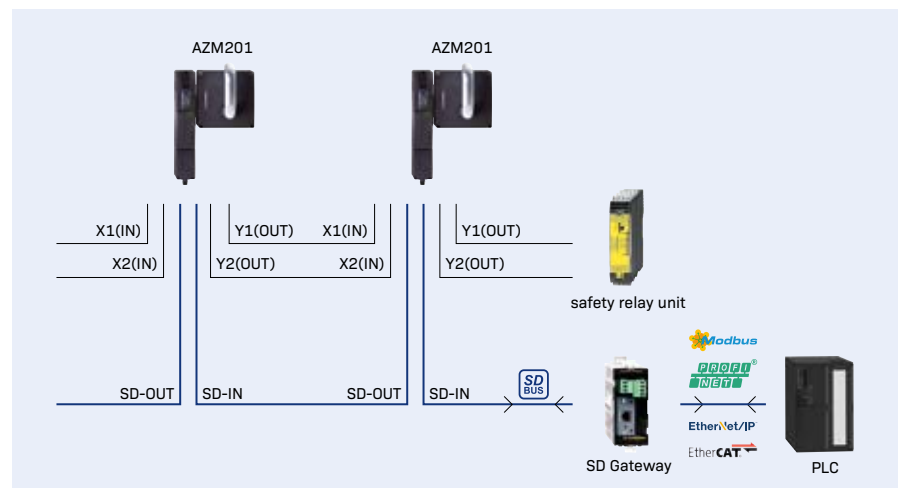 AZM201 AZM201
X1(IN) Y1(OUT) X1(IN) Y1(OUT)
X2(IN) Y2(OUT) X2(IN) Y2(OUT)
safety relay unit
Modbus
PROFI®
NET
SD-OUT SD-IN SD-OUT SD-IN
SD
BUS
EtherNet/IP
EtherCAT
SD Gateway
PLC